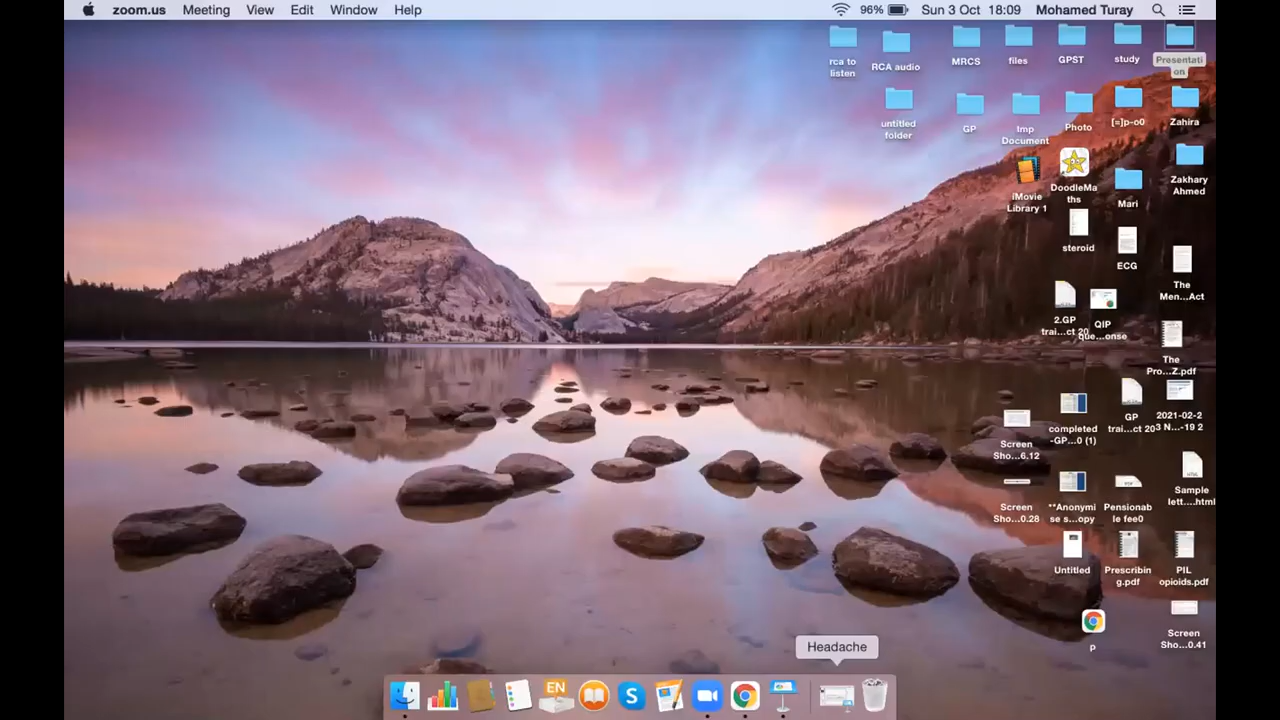 zoom.us Meeting View Edit Window Help 96% Sun 3 Oct 18:09 Mohamed Turay
rca to
listen
RCA audio
MRCS
files
GPST
study
Presentati
on
untitled
folder
GP
Imp
Document
Photo
[=]p-o0
Zahira
iMovie
Library 1
DoodleMa
ths
Mari
Zakhary
Ahmed
steroid
ECG
The
Men...Act
2.GP
trai...ct 20
QIP
que...onse
The
Pro...Z.pdf
Screen
Sho...6.12
completed
-GP...0 (1)
GP
trai...ct 20
2021-02-2
3 N...-19 2
Screen
Sho...0.28
**Anonymi
se s...opy
Pensionab
le fee0
Sample
lett....html
Untitled
Prescribin
g.pdf
PIL
opioids.pdf
P
Screen
Sho...0.41
Headache
EN
S